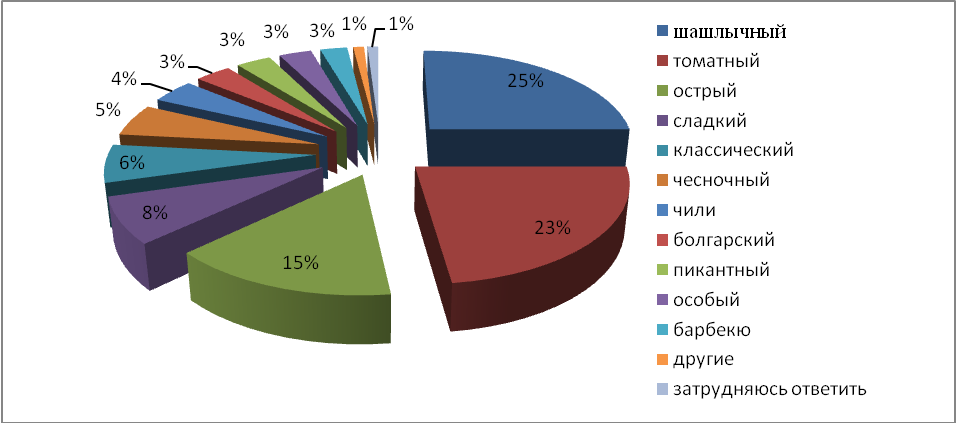 25%
23%
15%
8%
6%
5%
4%
3%
3%
3%
3%
1%
1%
шашлычный
томатный
острый
сладкий
классический
чесночный
чили
болгарский
пикантный
особый
барбекю
другие
затрудняюсь ответить